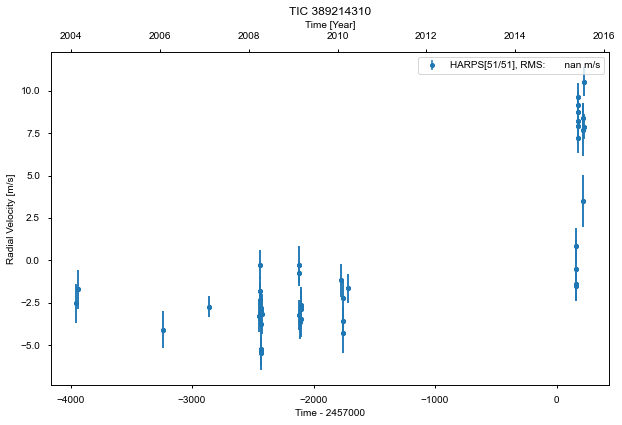 TIC 389214310
Time [Year]
2004 2006 2008 2010 2012 2014 2016
HARPS[51/51], RMS: nan m/s
Radial Velocity [m/s]
10.0
7.5
5.0
2.5
0.0
−2.5
−5.0
−4000 −3000 −2000 −1000 0
Time - 2457000